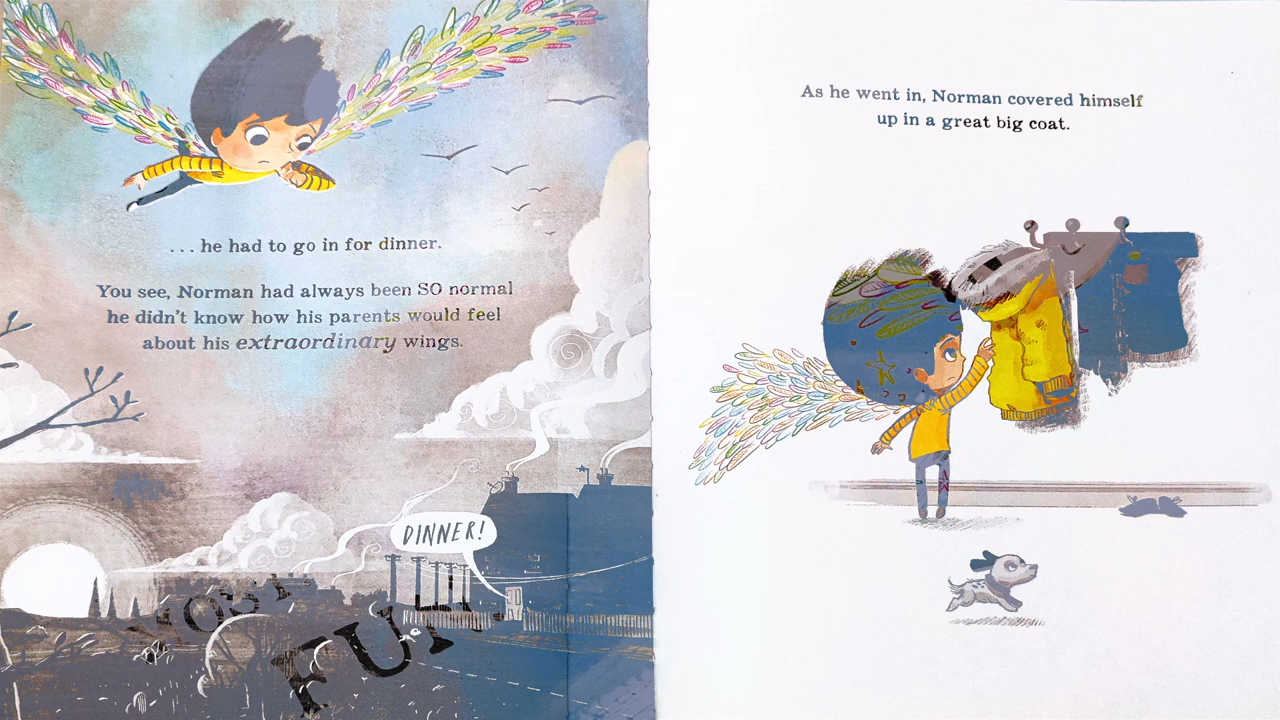 ... he had to go in for dinner.
You see, Norman had always been SO normal
he didn't know how his parents would feel
about his extraordinary wings.
DINNER!
MOST
FUN
As he went in, Norman covered himself
up in a great big coat.